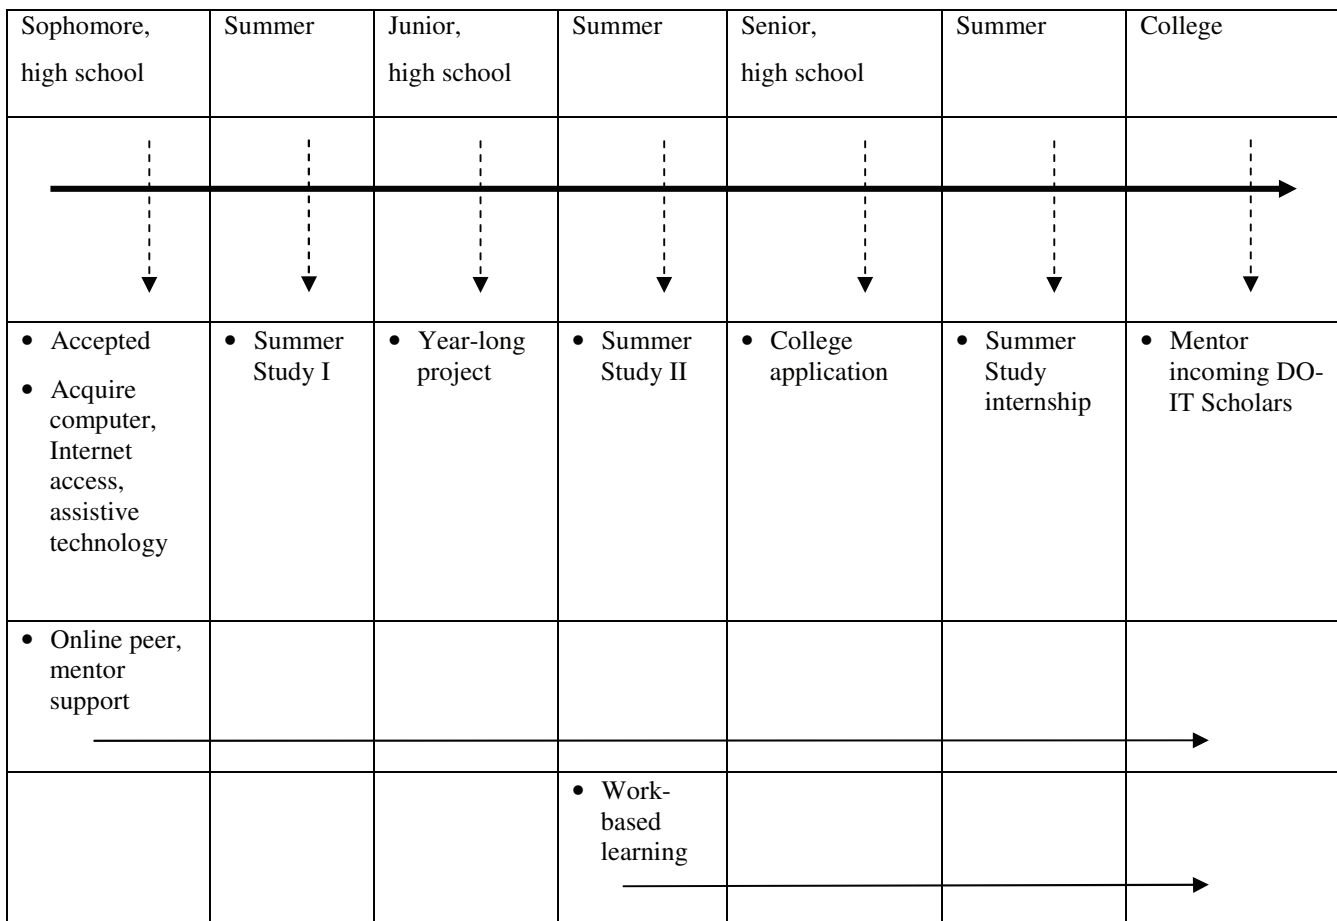 Sophomore,
high school
Summer
Junior,
high school
Summer
Senior,
high school
Summer
College
• Accepted
• Acquire
computer,
Internet
access,
assistive
technology
• Summer
Study I
• Year-long
project
• Summer
Study II
• College
application
• Summer
Study
internship
• Mentor
incoming DO-
IT Scholars
• Online peer,
mentor
support
• Work-
based
learning